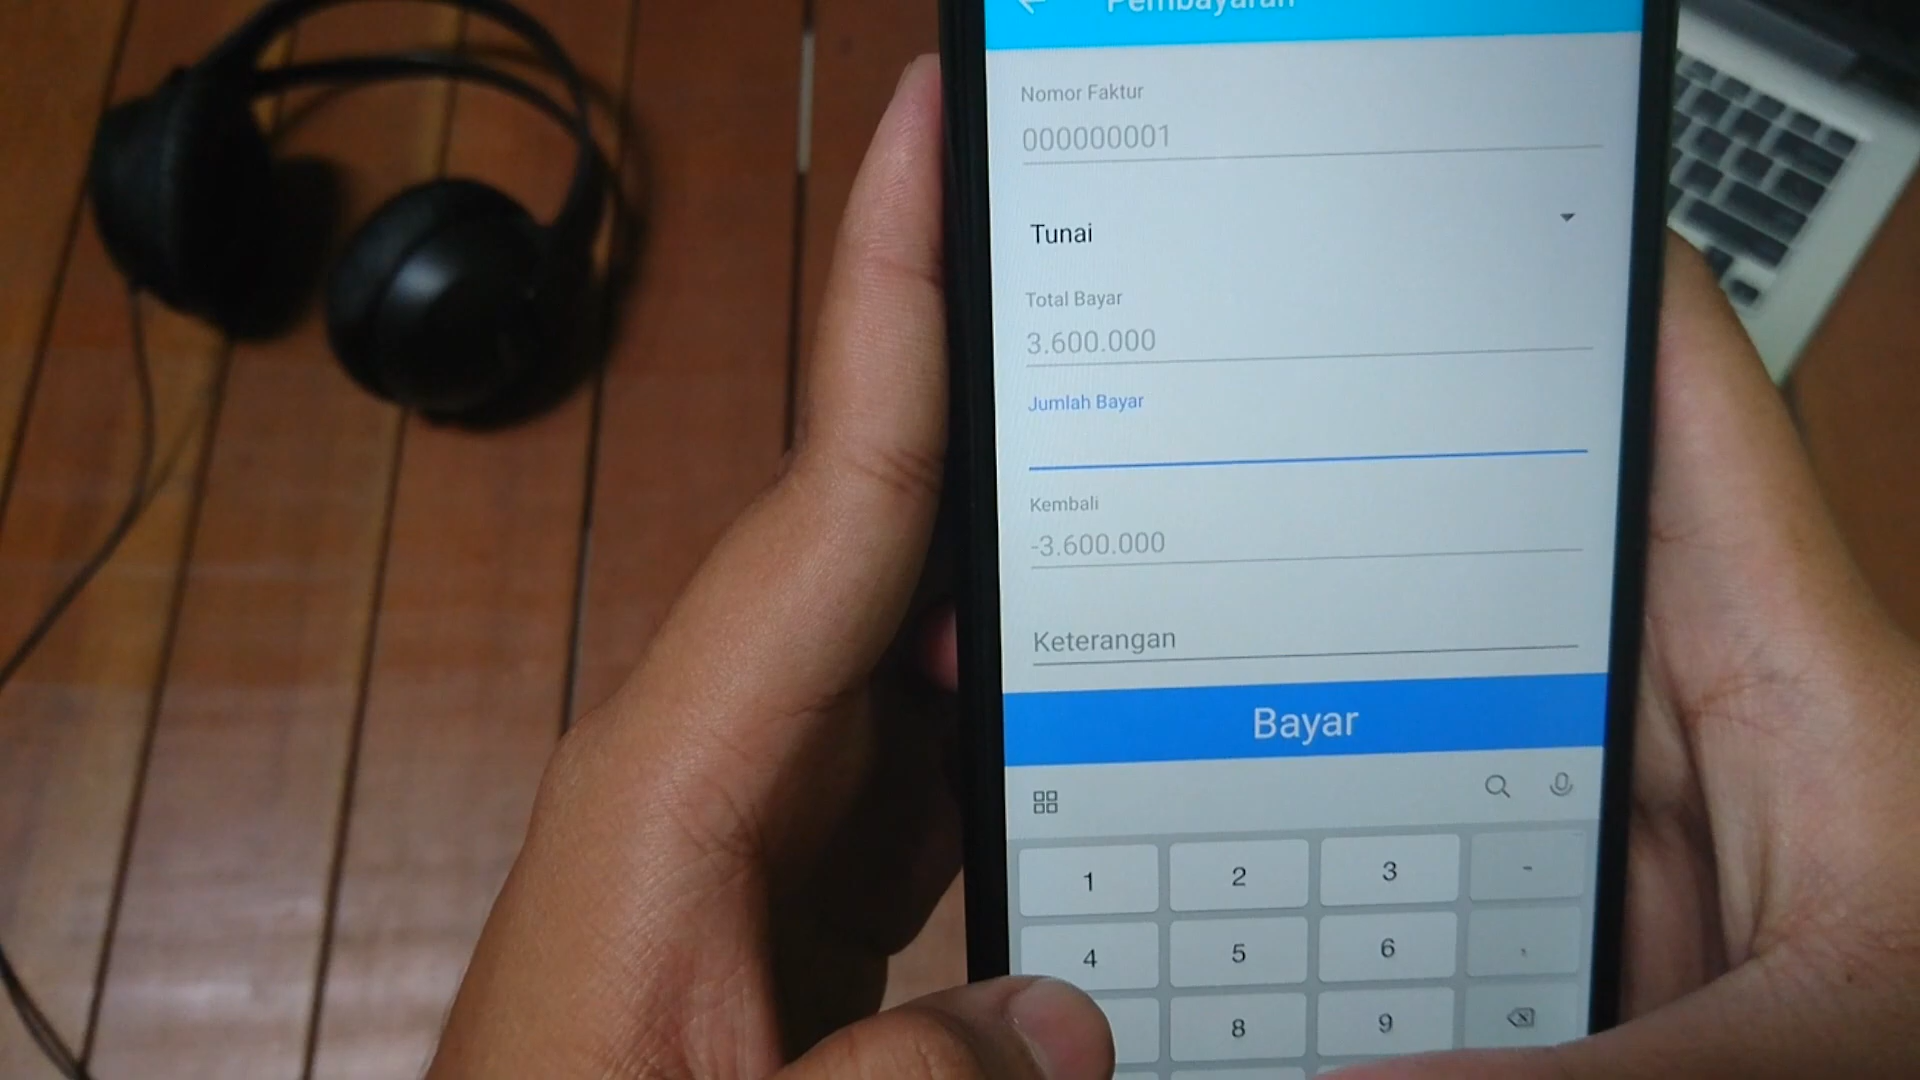 Pembayaran
Nomor Faktur
000000001
Tunai
Total Bayar
3.600.000
Jumlah Bayar
Kembali
-3.600.000
Keterangan
Bayar
1 2 3 -
4 5 6 ,
8 9